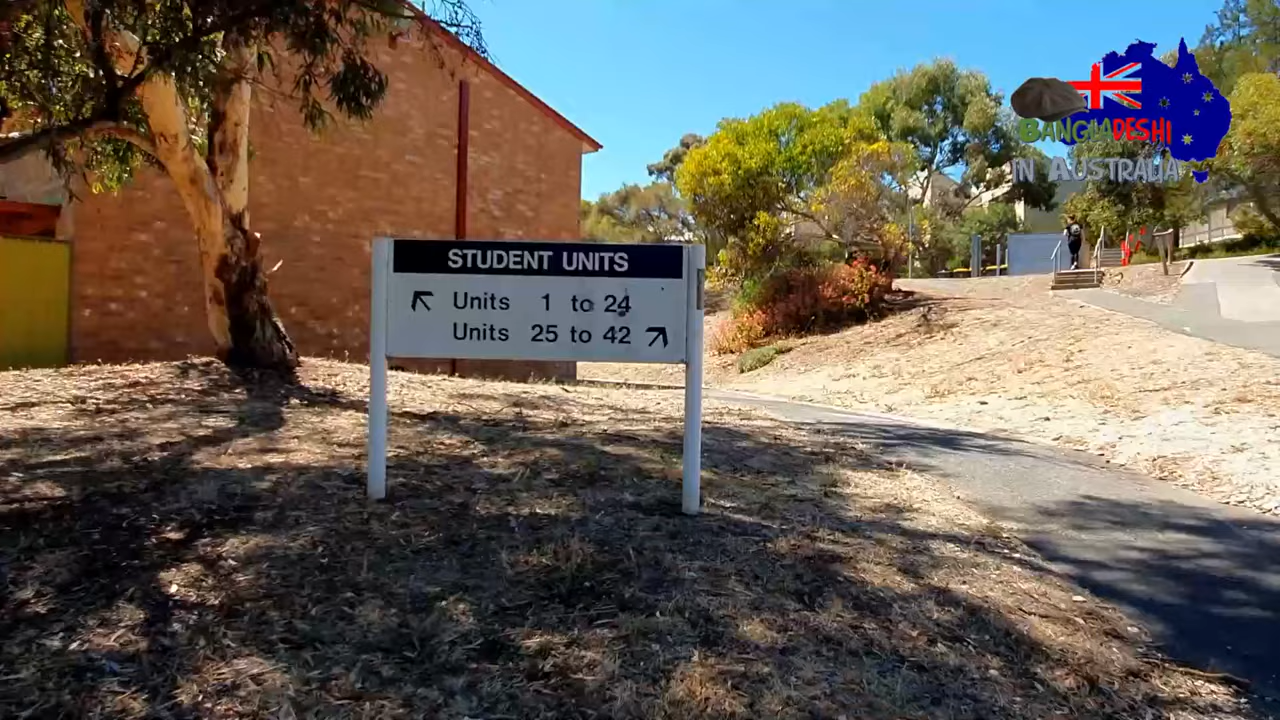 STUDENT UNITS
Units 1 to 24
Units 25 to 42
BANGLADESHI
IN AUSTRALIA